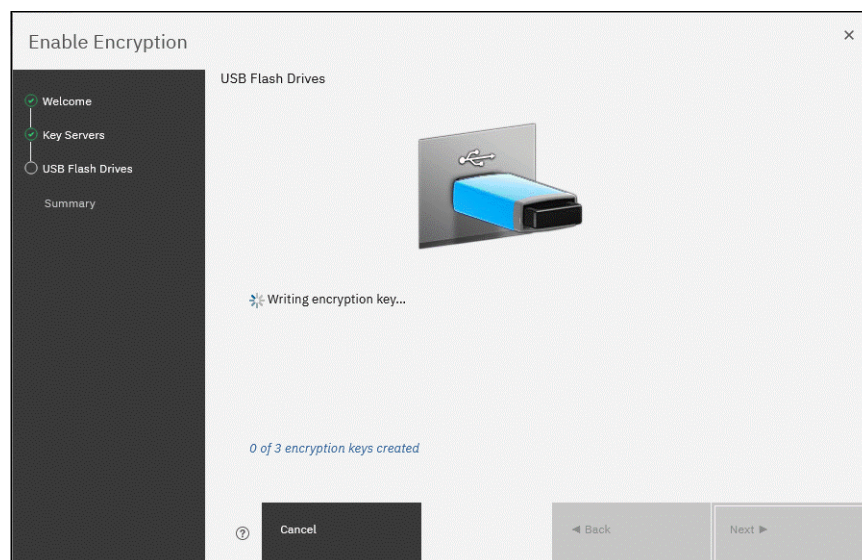 Enable Encryption
Welcome
Key Servers
USB Flash Drives
Summary
USB Flash Drives
Writing encryption key...
0 of 3 encryption keys created
?
Cancel
◄ Back
Next ►